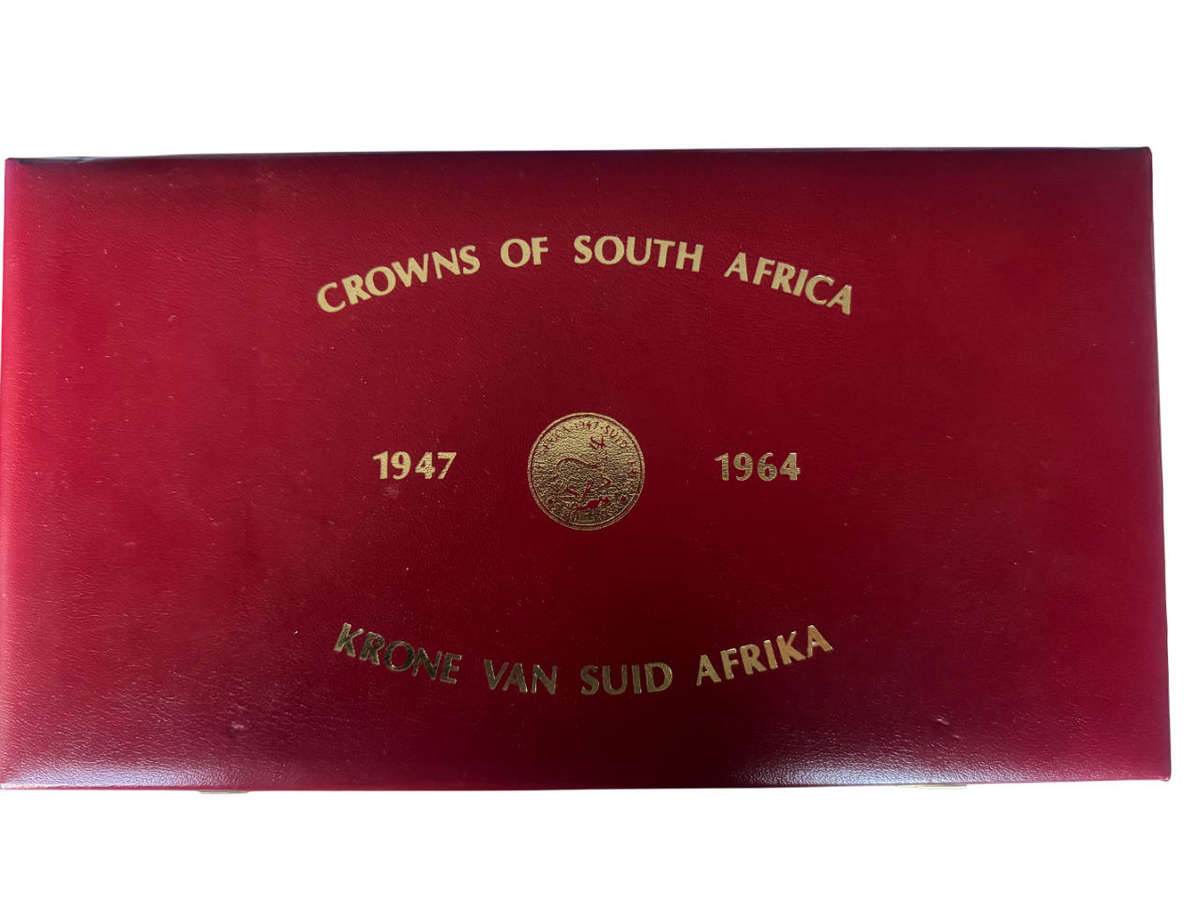 CROWNS OF SOUTH AFRICA
1947
1964
KRONE VAN SUID AFRIKA